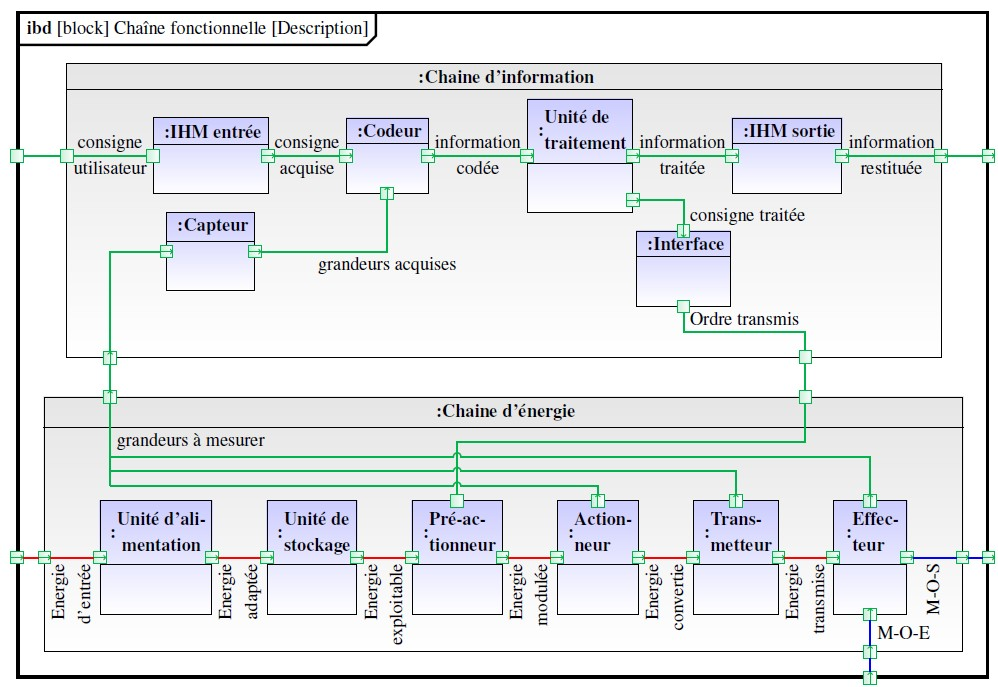 ibd [block] Chaîne fonctionnelle [Description]
:Chaine d'information
:IHM entrée
:Codeur
Unité de
:traitement
:IHM sortie
consigne
utilisateur
consigne
acquise
information
codée
information
traitée
information
restituée
:Capteur
grandeurs acquises
consigne traitée
:Interface
Ordre transmis
:Chaine d'énergie
grandeurs à mesurer
Unité d'ali-
: mentation
Unité de
: stockage
Pré-ac-
: tionneur
Action-
: neur
Trans-
: metteur
Effec-
: teur
Energie
d'entrée
Energie
adaptée
Energie
exploitable
Energie
modulée
Energie
convertie
Energie
transmise
M-O-S
M-O-E